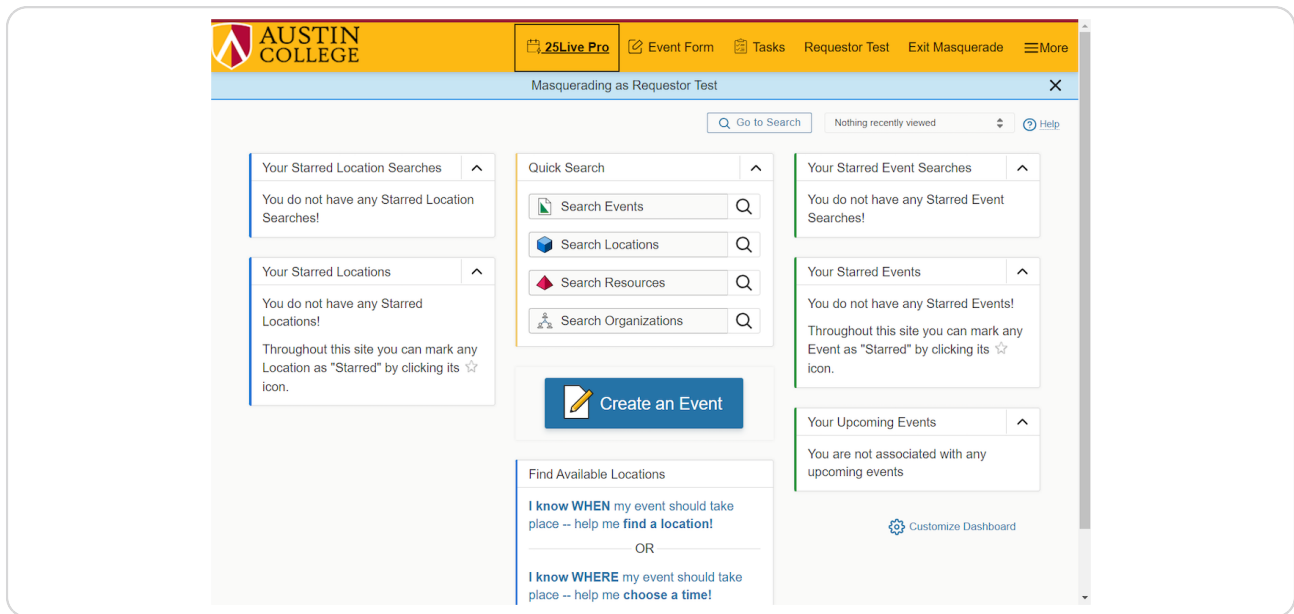 AUSTIN
COLLEGE
25Live Pro
Event Form
Tasks
Requestor Test
Exit Masquerade
More
Masquerading as Requestor Test
Go to Search
Nothing recently viewed
Help
Your Starred Location Searches
You do not have any Starred Location
Searches!
Your Starred Locations
You do not have any Starred
Locations!
Throughout this site you can mark any
Location as "Starred" by clicking its
icon.
Quick Search
Search Events
Search Locations
Search Resources
Search Organizations
Create an Event
Find Available Locations
I know WHEN my event should take
place -- help me find a location!
OR
I know WHERE my event should take
place -- help me choose a time!
Your Starred Event Searches
You do not have any Starred Event
Searches!
Your Starred Events
You do not have any Starred Events!
Throughout this site you can mark any
Event as "Starred" by clicking its
icon.
Your Upcoming Events
You are not associated with any
upcoming events
Customize Dashboard